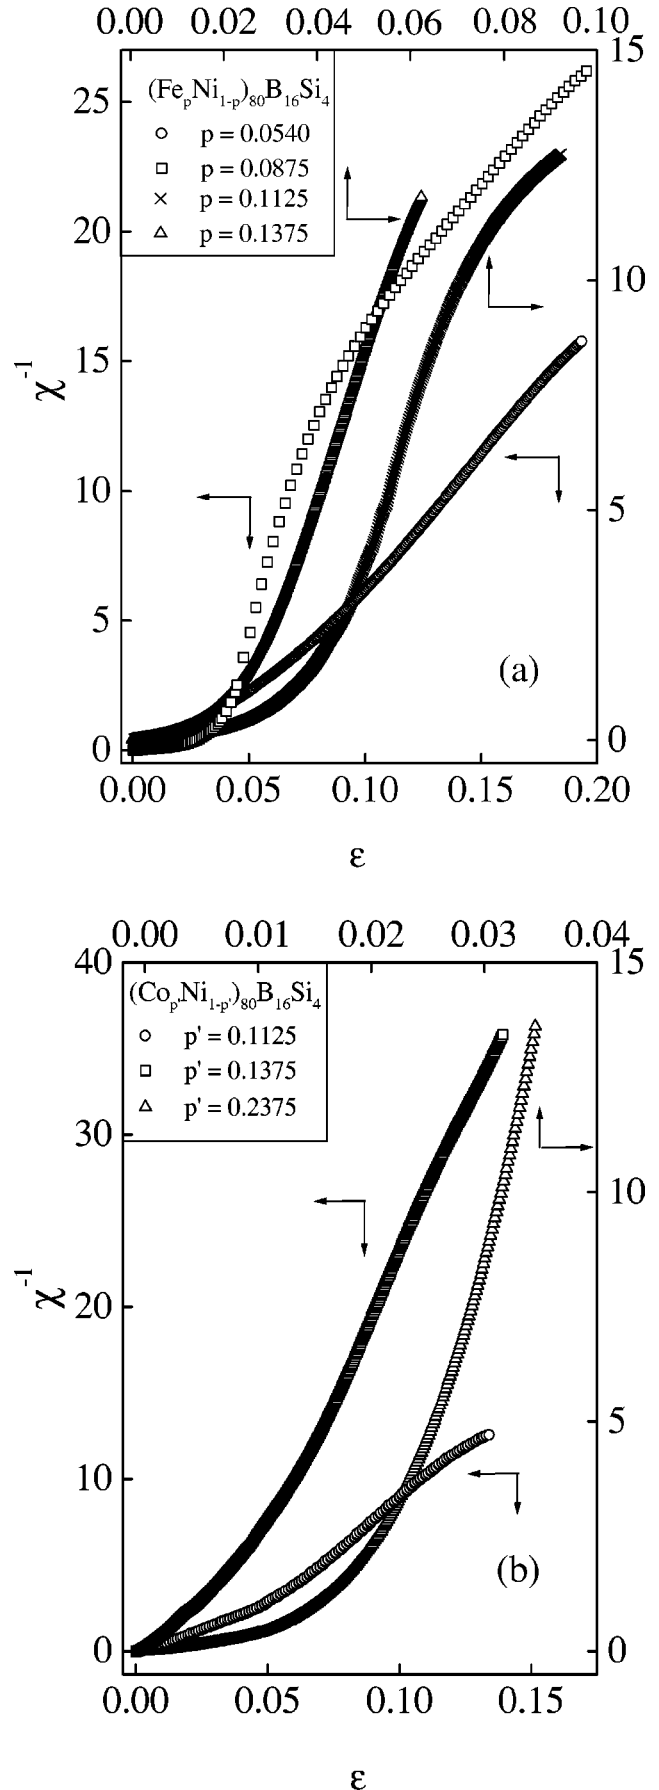 0.00 0.02 0.04 0.06 0.08 0.10
15
25
(FepNi1-p)80B16Si4
p = 0.0540
p = 0.0875
p = 0.1125
p = 0.1375
20
10
15
χ-1
10
5
5
(a)
0
0
0.00 0.05 0.10 0.15 0.20
ε
0.00 0.01 0.02 0.03 0.04
40
15
(Cop'Ni1-p')80B16Si4
p' = 0.1125
p' = 0.1375
p' = 0.2375
30
10
χ-1
20
5
10
(b)
0
0
0.00 0.05 0.10 0.15
ε